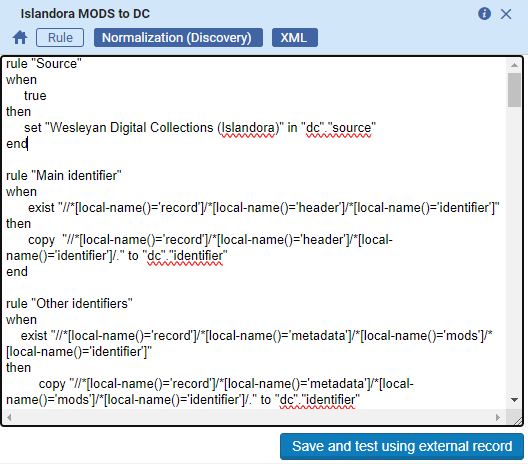 Islandora MODS to DC
Rule Normalization (Discovery) XML
rule "Source"
when
true
then
set "Wesleyan Digital Collections (Islandora)" in "dc"."source"
end
rule "Main identifier"
when
exist "//*[local-name()='record']/*[local-name()='header']/*[local-name()='identifier']"
then
copy "//*[local-name()='record']/*[local-name()='header']/*[local-
name()='identifier']/." to "dc"."identifier"
end
rule "Other identifiers"
when
exist "//*[local-name()='record']/*[local-name()='metadata']/*[local-name()='mods']/*
[local-name()='identifier']"
then
copy "//*[local-name()='record']/*[local-name()='metadata']/*[local-
name()='mods']/*[local-name()='identifier']/." to "dc"."identifier"
Save and test using external record